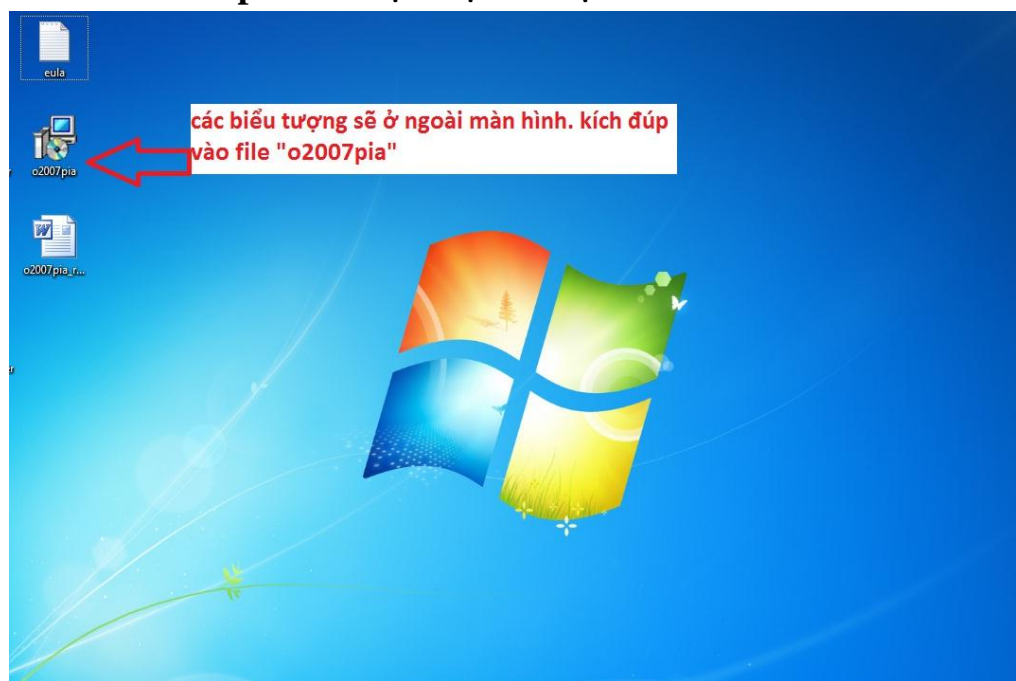 eula
các biểu tượng sẽ ở ngoài màn hình. kích đúp
vào file "o2007pia"
o2007pia
o2007pia_r...